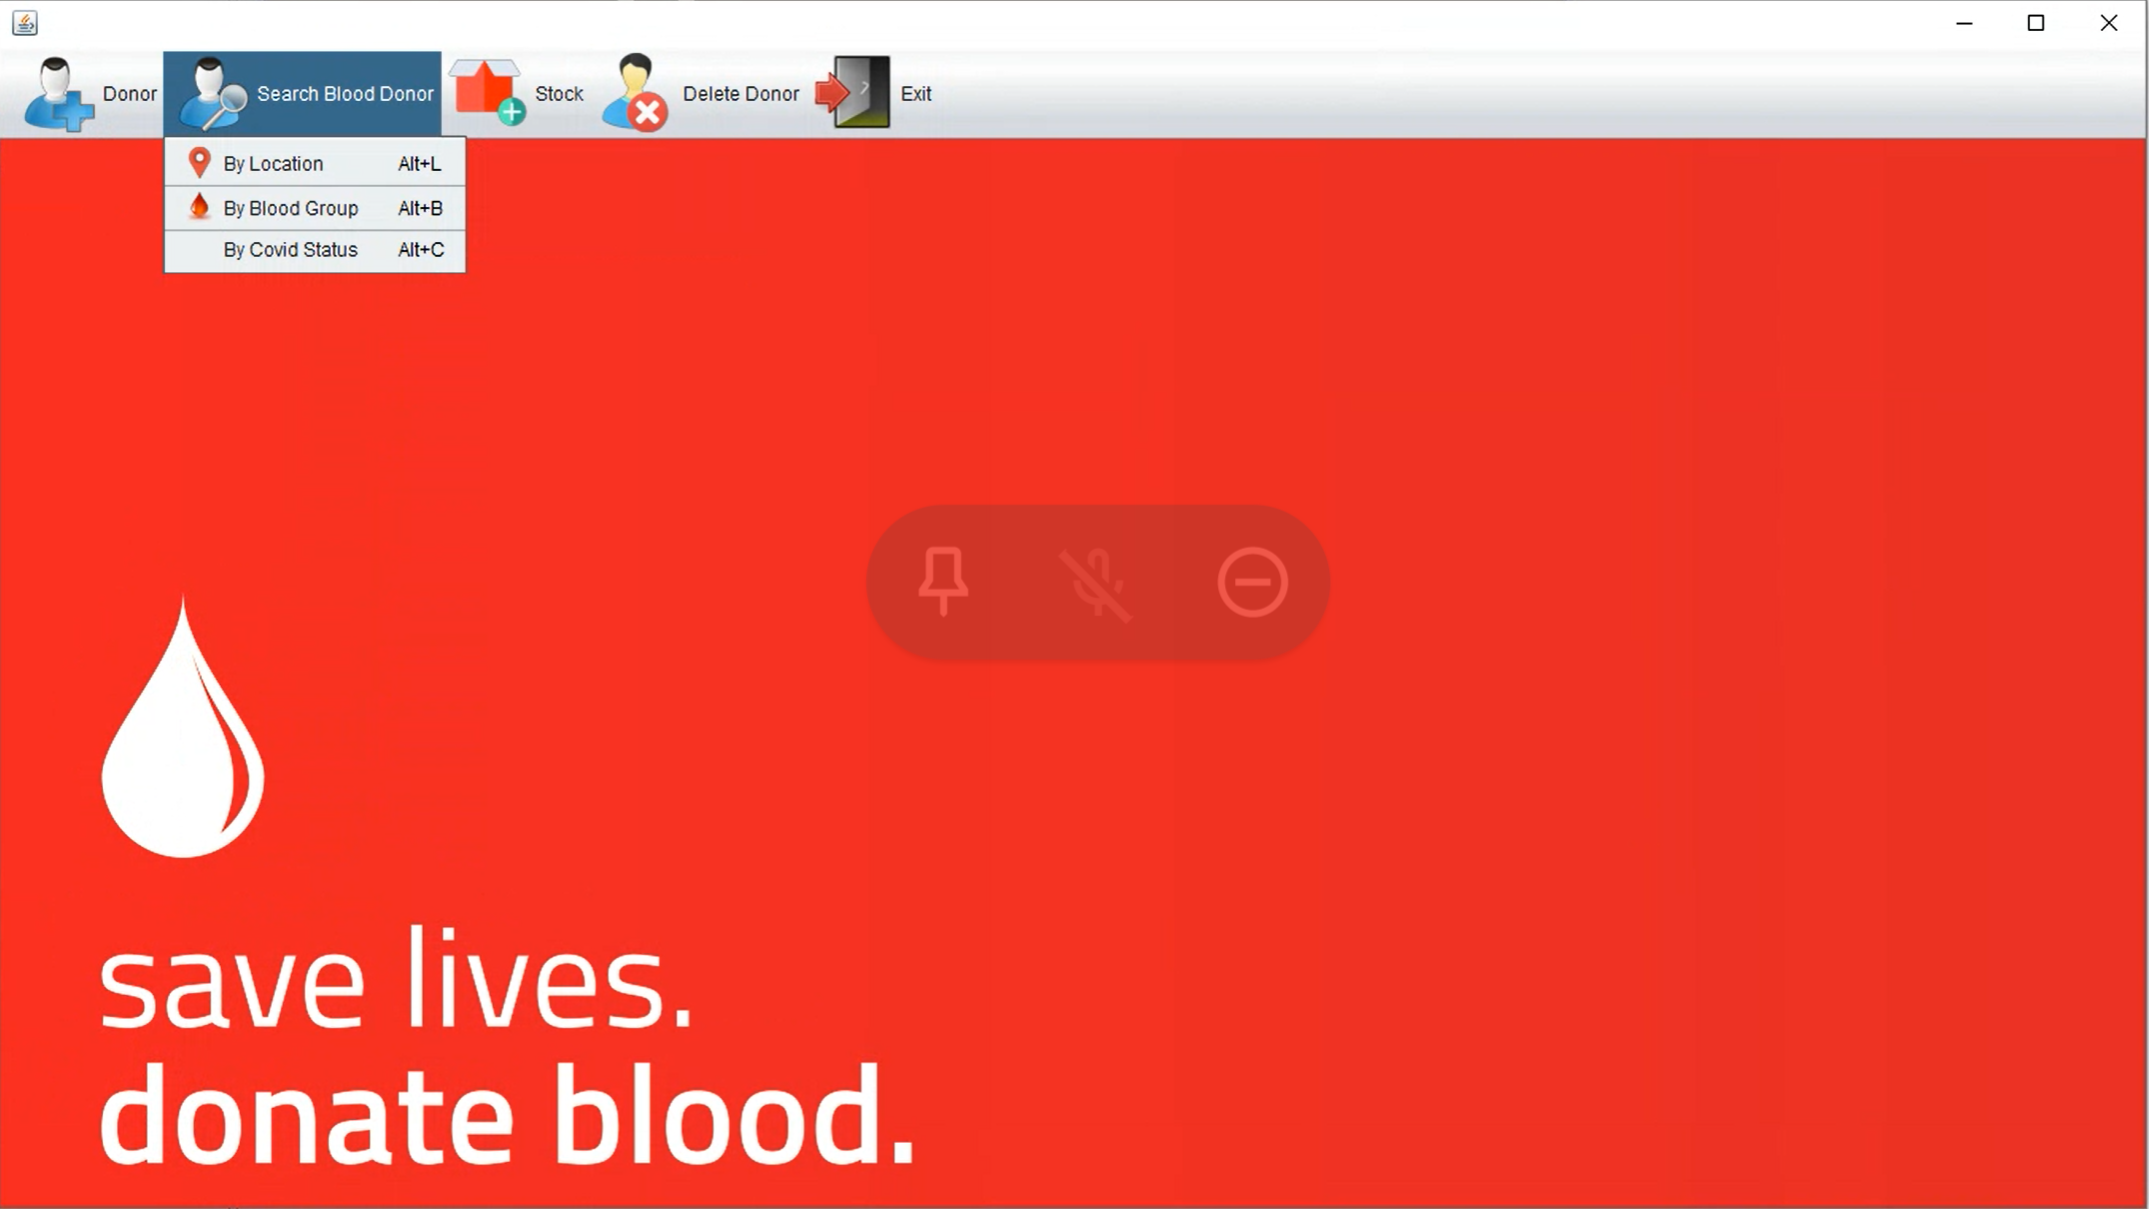 Donor Search Blood Donor Stock Delete Donor Exit
By Location Alt+L
By Blood Group Alt+B
By Covid Status Alt+C
save lives.
donate blood.